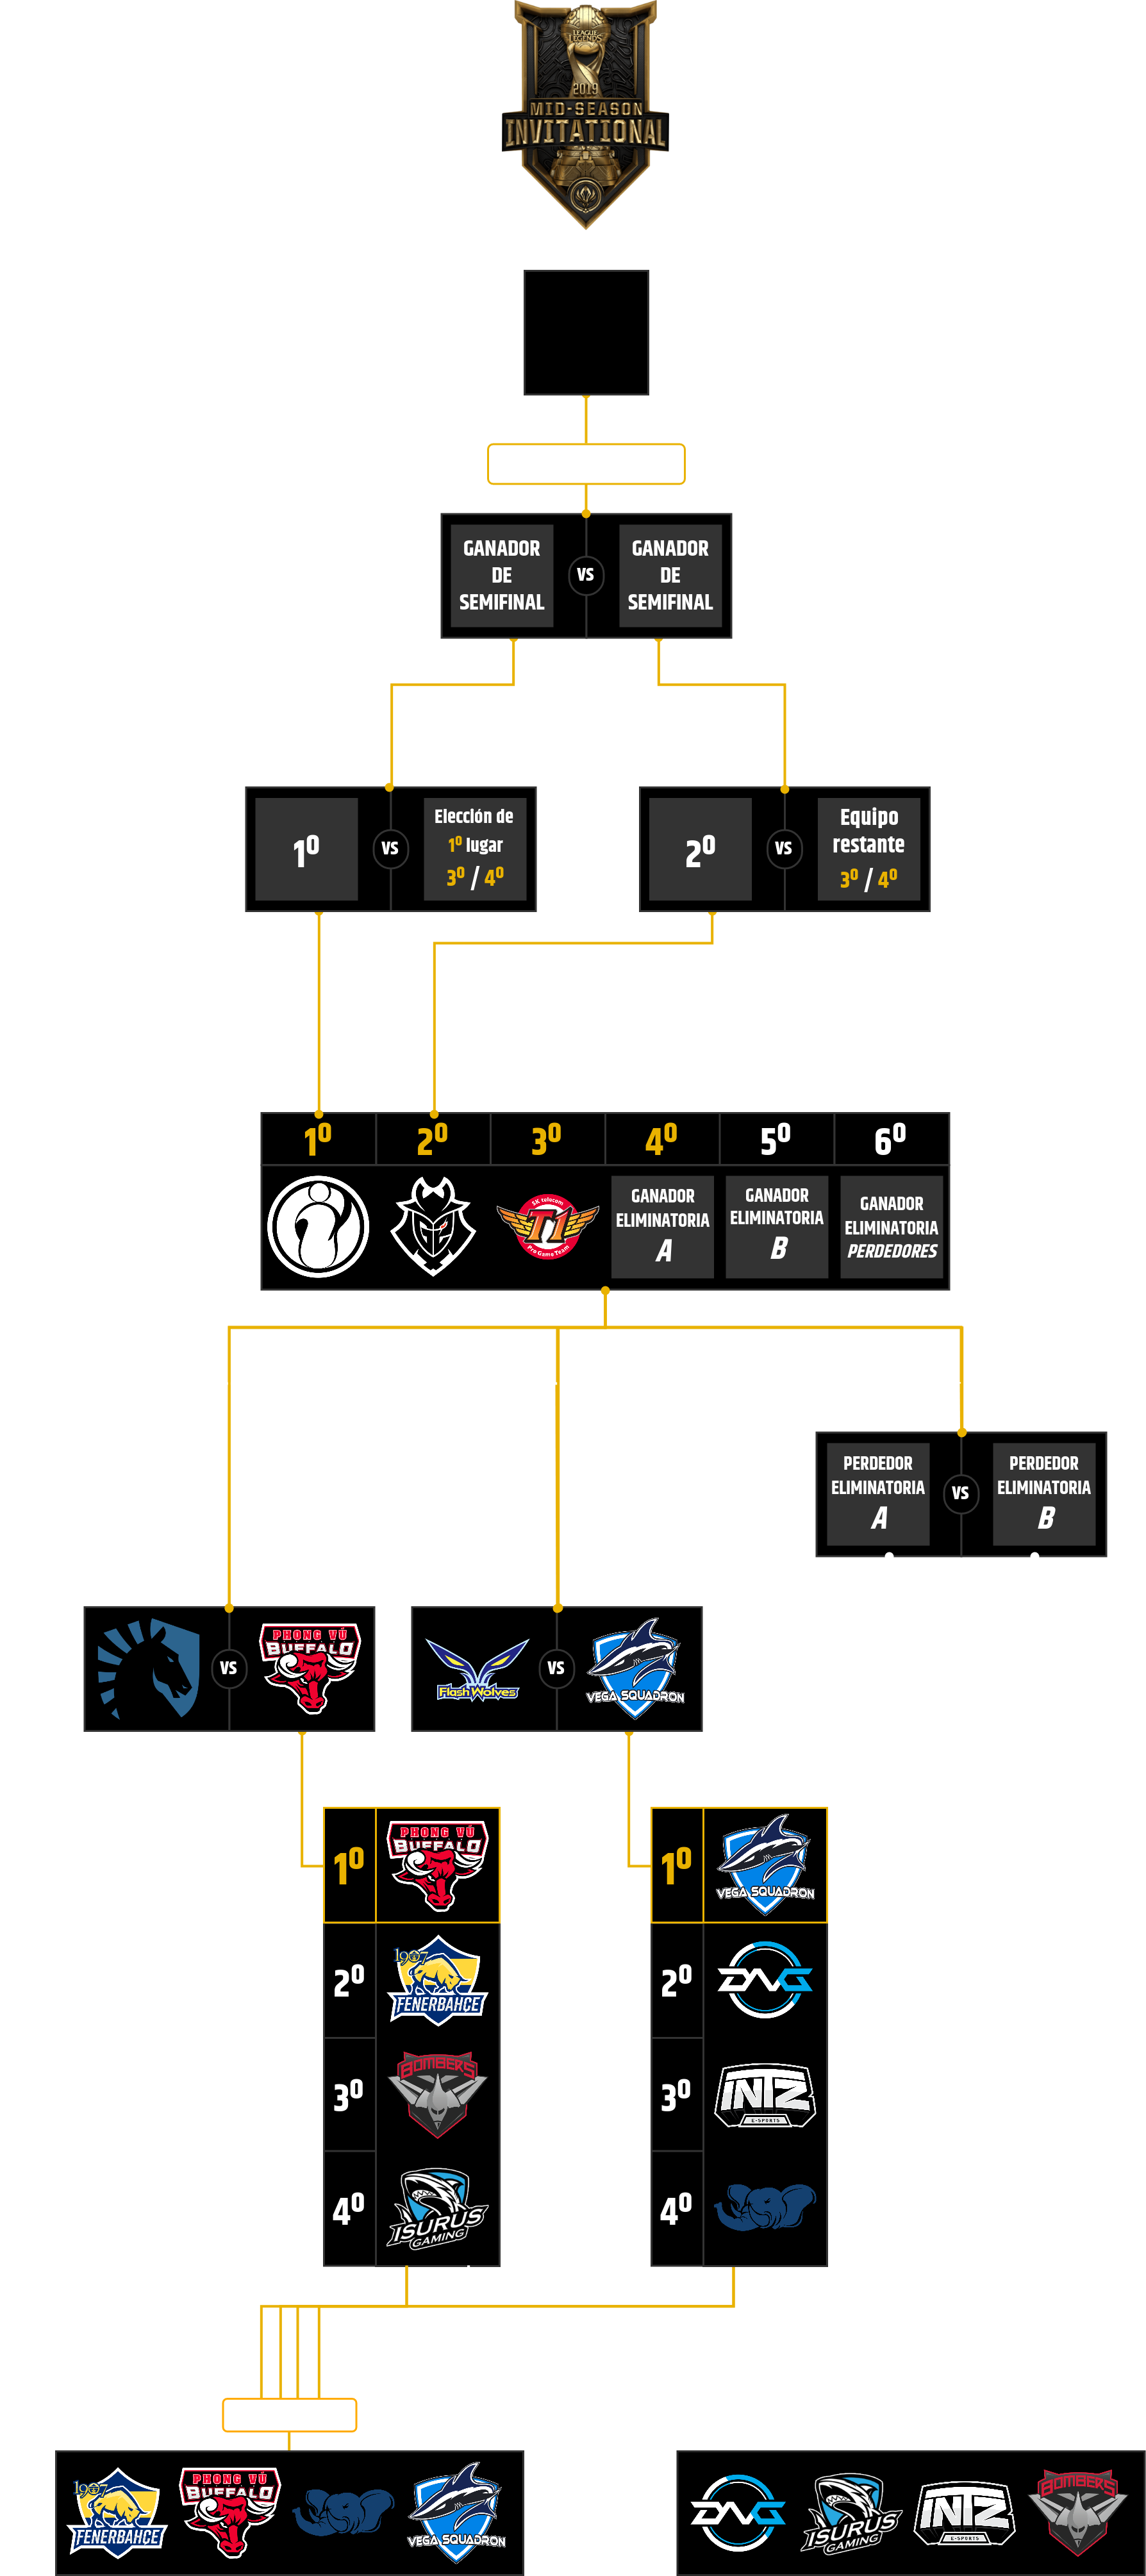 LEAGUE
LEGENDS
2019
MID-SEASON
INVITATIONAL
GANADOR
DE
SEMIFINAL
VS
GANADOR
DE
SEMIFINAL
1º
VS
Elección de
1º lugar
3º / 4º
2º
VS
Equipo
restante
3º / 4º
1º
2º
3º
4º
5º
6º
SK telecom
T1
Pro Game Team
GANADOR
ELIMINATORIA
A
GANADOR
ELIMINATORIA
B
GANADOR
ELIMINATORIA
PERDEDORES
PERDEDOR
ELIMINATORIA
A
VS
PERDEDOR
ELIMINATORIA
B
VS
PHONG VŨ
BUFFALO
Flash Wolves
VS
VEGA SQUADRON
1º
PHONG VŨ
BUFFALO
2º
1907
FENERBAHÇE
3º
BOMBERS
4º
ISURUS
GAMING
1º
VEGA SQUADRON
2º
DNG
3º
INTZ
E-SPORTS
4º
1907
FENERBAHÇE
PHONG VŨ
BUFFALO
VEGA SQUADRON
DNG
ISURUS
GAMING
INTZ
E-SPORTS
BOMBERS